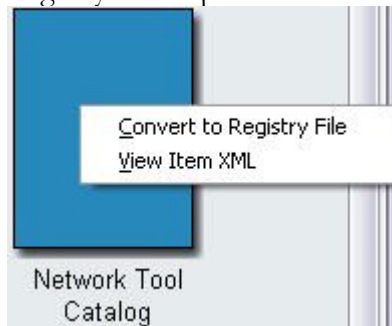 Convert to Registry File
View Item XML
Network Tool
Catalog